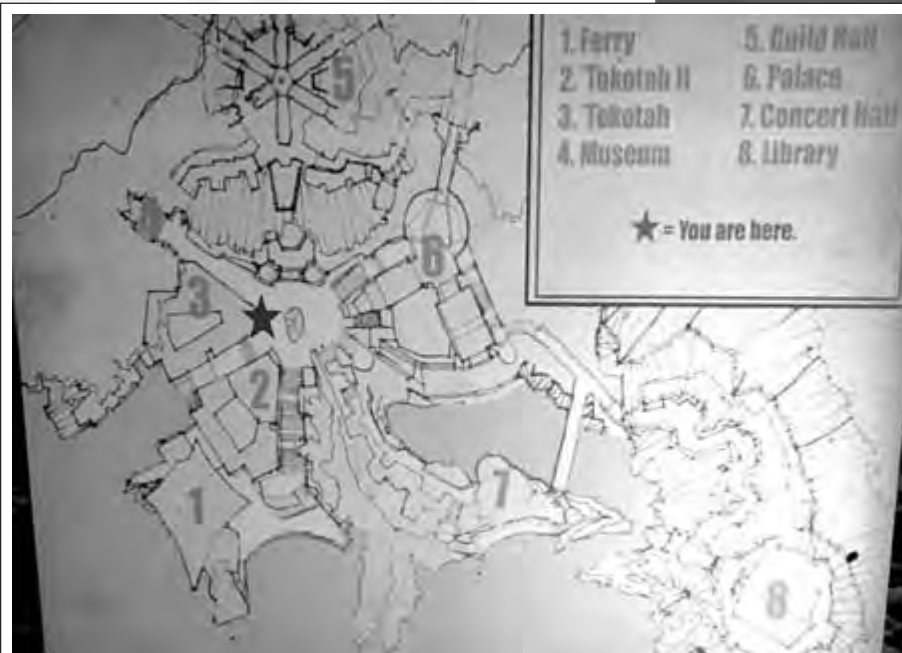 1. Ferry
2. Tokotah II
3. Tokotah
4. Museum
5. Guild Hall
6. Palace
7. Concert Hall
8. Library
★ = You are here.
5
6
3
2
1
7
8